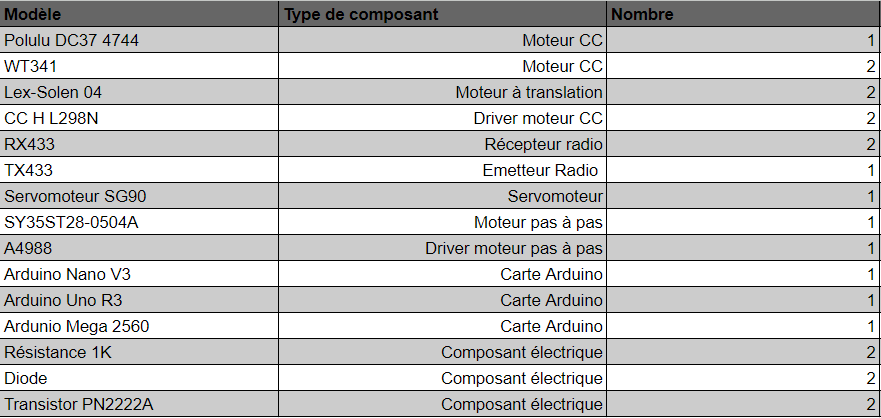 Modèle Type de composant Nombre
Polulu DC37 4744 Moteur CC 1
WT341 Moteur CC 2
Lex-Solen 04 Moteur à translation 2
CC H L298N Driver moteur CC 2
RX433 Récepteur radio 2
TX433 Emetteur Radio 1
Servomoteur SG90 Servomoteur 1
SY35ST28-0504A Moteur pas à pas 1
A4988 Driver moteur pas à pas 1
Arduino Nano V3 Carte Arduino 1
Arduino Uno R3 Carte Arduino 1
Ardunio Mega 2560 Carte Arduino 1
Résistance 1K Composant électrique 2
Diode Composant électrique 2
Transistor PN2222A Composant électrique 2